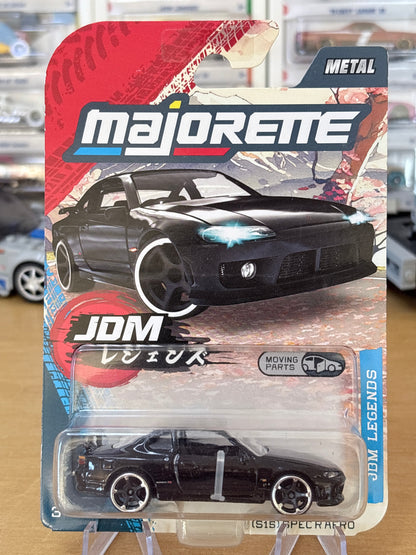 METAL
majorette
JDM
レジェンズ
MOVING
PARTS
JDM LEGENDS
(S15) SPEC R AERO